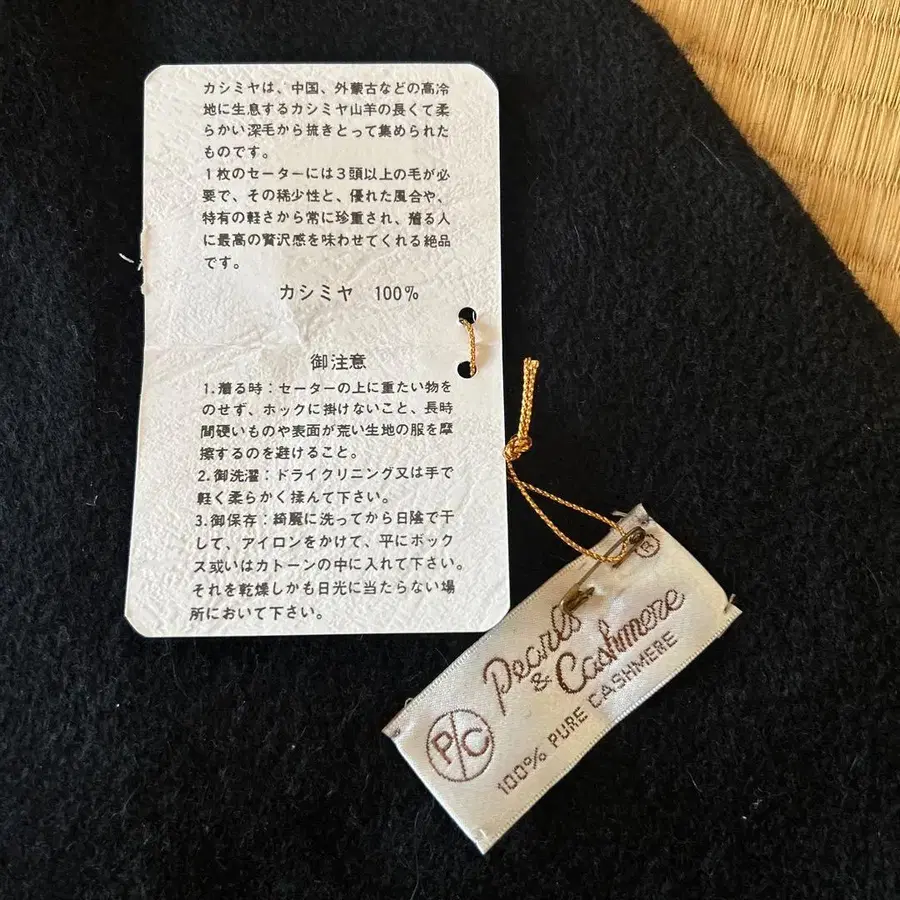 カシミヤは、中国、外蒙古などの高冷
地に生息するカシミヤ山羊の長くて柔
らかい深毛から梳きとって集められた
ものです。
1枚のセーターには3頭以上の毛が必
要で、その稀少性と、優れた風合や、
特有の軽さから常に珍重され、着る人
に最高の贅沢感を味わせてくれる絶品
です。
カシミヤ 100%
御注意
1.着る時：セーターの上に重たい物を
のせず、ホックに掛けないこと、長時
間硬いものや表面が荒い生地の服を摩
擦するのを避けること。
2.御洗濯：ドライクリニング又は手で
軽く柔らかく揉んで下さい。
3.御保存：綺麗に洗ってから日陰で干
して、アイロンをかけて、平にボック
ス或いはカトーンの中に入れて下さい。
それを乾燥しかも日光に当たらない場
所において下さい。
®
Pearls
& Cashmere
P/C
100% PURE CASHMERE